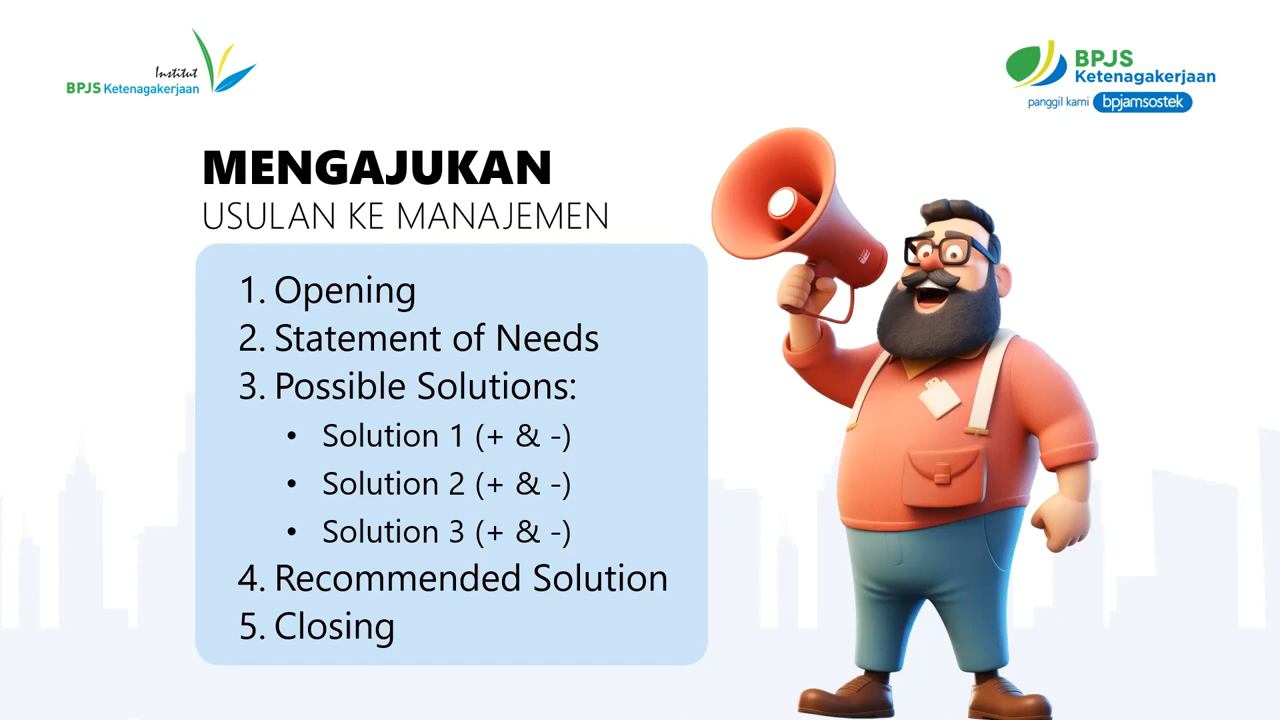 Institut
BPJS Ketenagakerjaan
BPJS
Ketenagakerjaan
panggil kami bpjamsostek
MENGAJUKAN
USULAN KE MANAJEMEN
1. Opening
2. Statement of Needs
3. Possible Solutions:
• Solution 1 (+ & -)
• Solution 2 (+ & -)
• Solution 3 (+ & -)
4. Recommended Solution
5. Closing